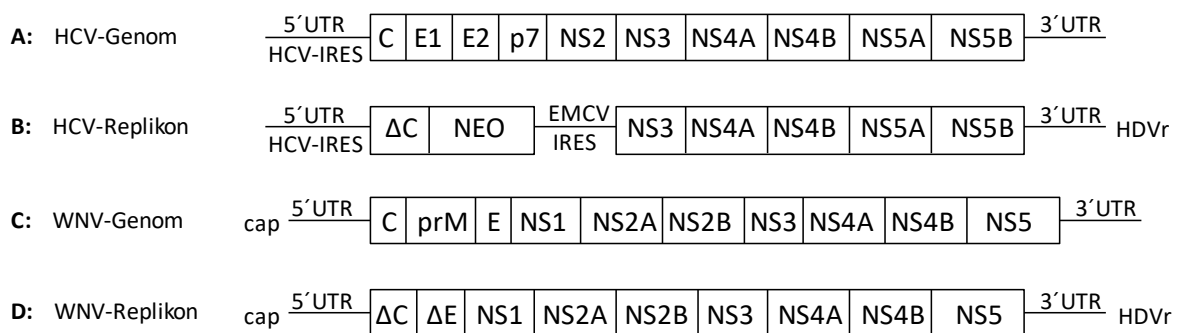 A: HCV-Genom 5´UTR HCV-IRES C E1 E2 p7 NS2 NS3 NS4A NS4B NS5A NS5B 3´UTR
B: HCV-Replikon 5´UTR HCV-IRES ΔC NEO EMCV IRES NS3 NS4A NS4B NS5A NS5B 3´UTR HDVr
C: WNV-Genom cap 5´UTR C prM E NS1 NS2A NS2B NS3 NS4A NS4B NS5 3´UTR
D: WNV-Replikon cap 5´UTR ΔC ΔE NS1 NS2A NS2B NS3 NS4A NS4B NS5 3´UTR HDVr